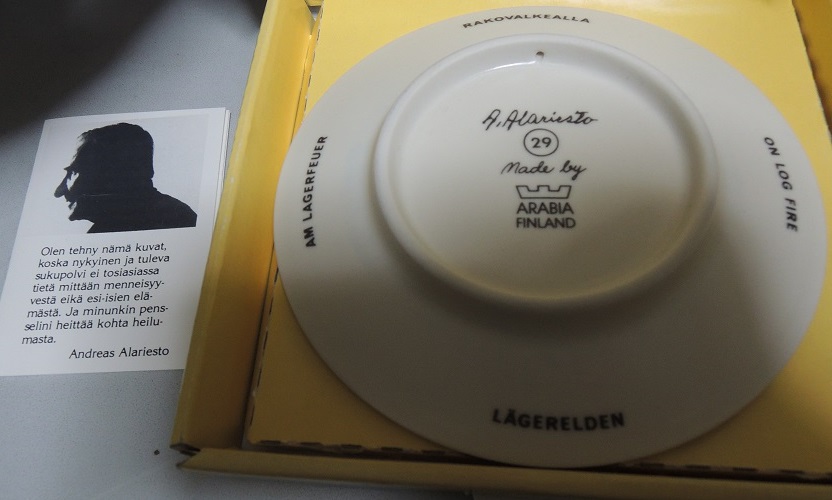 Olen tehny nämä kuvat,
koska nykyinen ja tuleva
sukupolvi ei tosiasiassa
tietä mittään menneisyy-
vestä eikä esi-isien elä-
mästä. Ja minunkin pens-
selini heittää kohta heilu-
masta.
Andreas Alariesto
RAKOVALKEALLA
AM LAGERFEUER
ON LOG FIRE
LÄGERELDEN
A. Alariesto
29
Made by
ARABIA
FINLAND